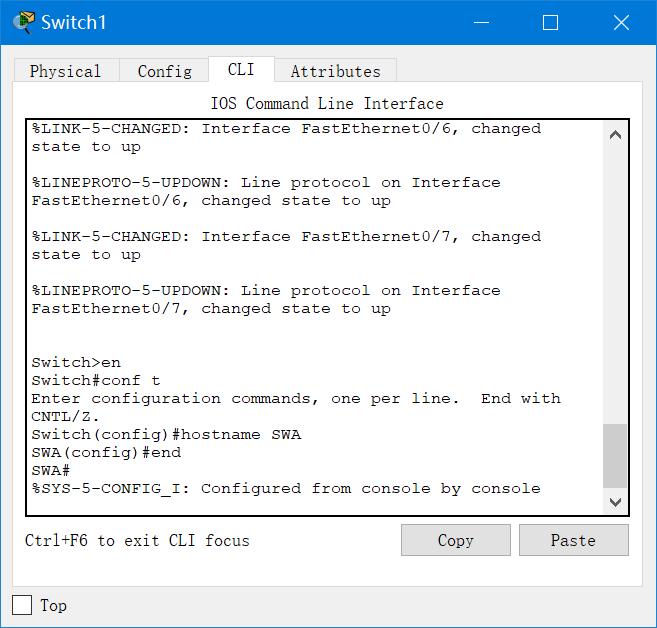 Switch1
Physical Config CLI Attributes
IOS Command Line Interface
%LINK-5-CHANGED: Interface FastEthernet0/6, changed
state to up
%LINEPROTO-5-UPDOWN: Line protocol on Interface
FastEthernet0/6, changed state to up
%LINK-5-CHANGED: Interface FastEthernet0/7, changed
state to up
%LINEPROTO-5-UPDOWN: Line protocol on Interface
FastEthernet0/7, changed state to up
Switch>en
Switch#conf t
Enter configuration commands, one per line.  End with
CNTL/Z.
Switch(config)#hostname SWA
SWA(config)#end
SWA#
%SYS-5-CONFIG_I: Configured from console by console
Ctrl+F6 to exit CLI focus Copy Paste
Top